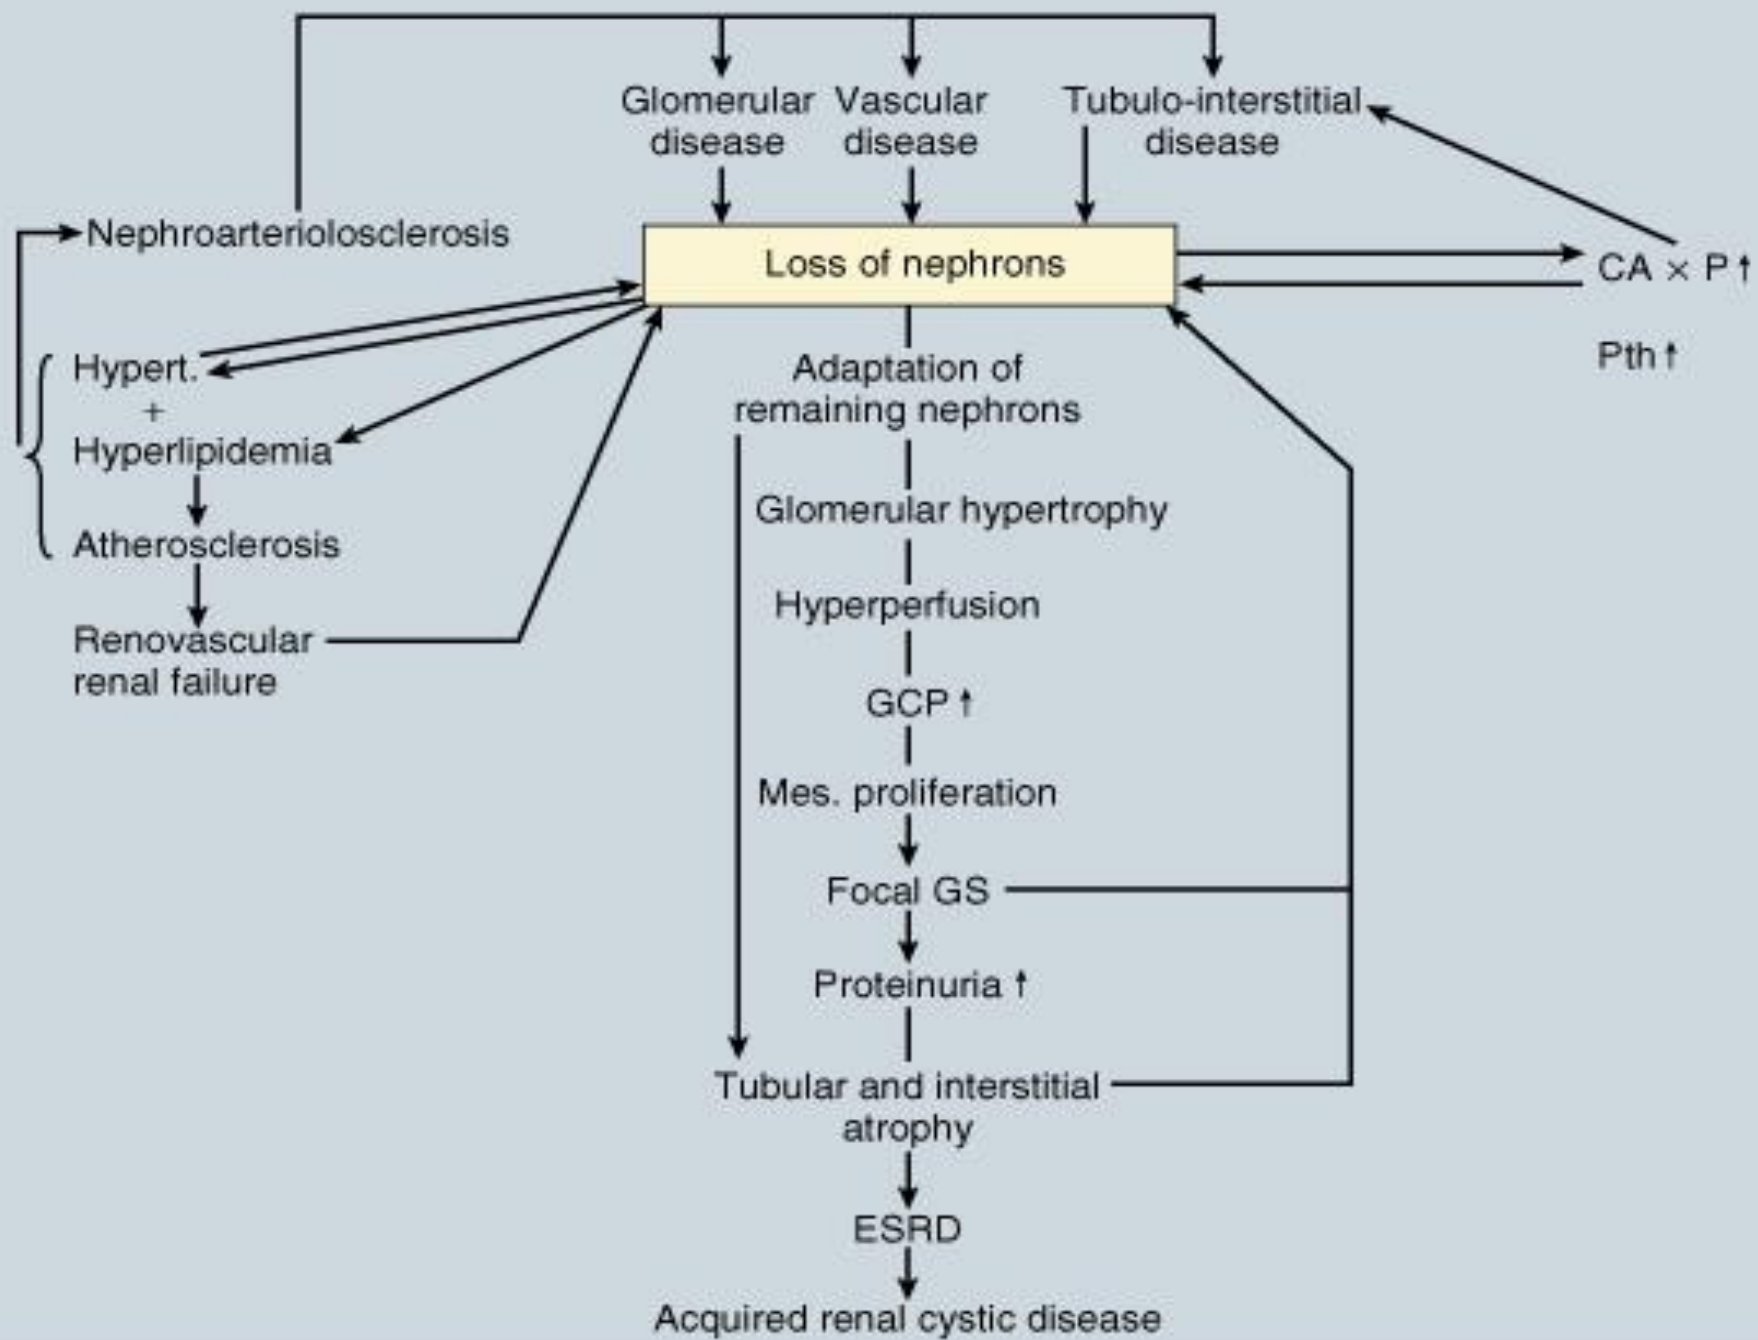 Glomerular
disease
Vascular
disease
Tubulo-interstitial
disease
Nephroarteriolosclerosis
Loss of nephrons
CA × P ↑
Pth ↑
Hypert.
+
Hyperlipidemia
Atherosclerosis
Renovascular
renal failure
Adaptation of
remaining nephrons
Glomerular hypertrophy
Hyperperfusion
GCP ↑
Mes. proliferation
Focal GS
Proteinuria ↑
Tubular and interstitial
atrophy
ESRD
Acquired renal cystic disease